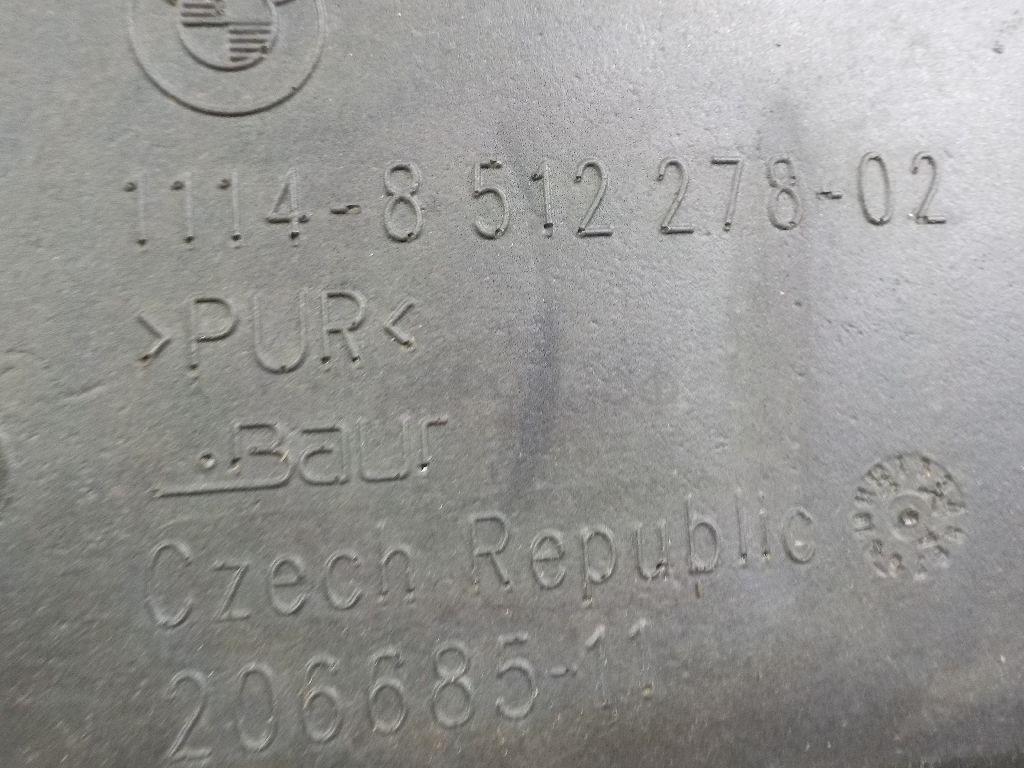 1114-8 512 278-02
>PUR<
Baur
Czech Republic
206685-11